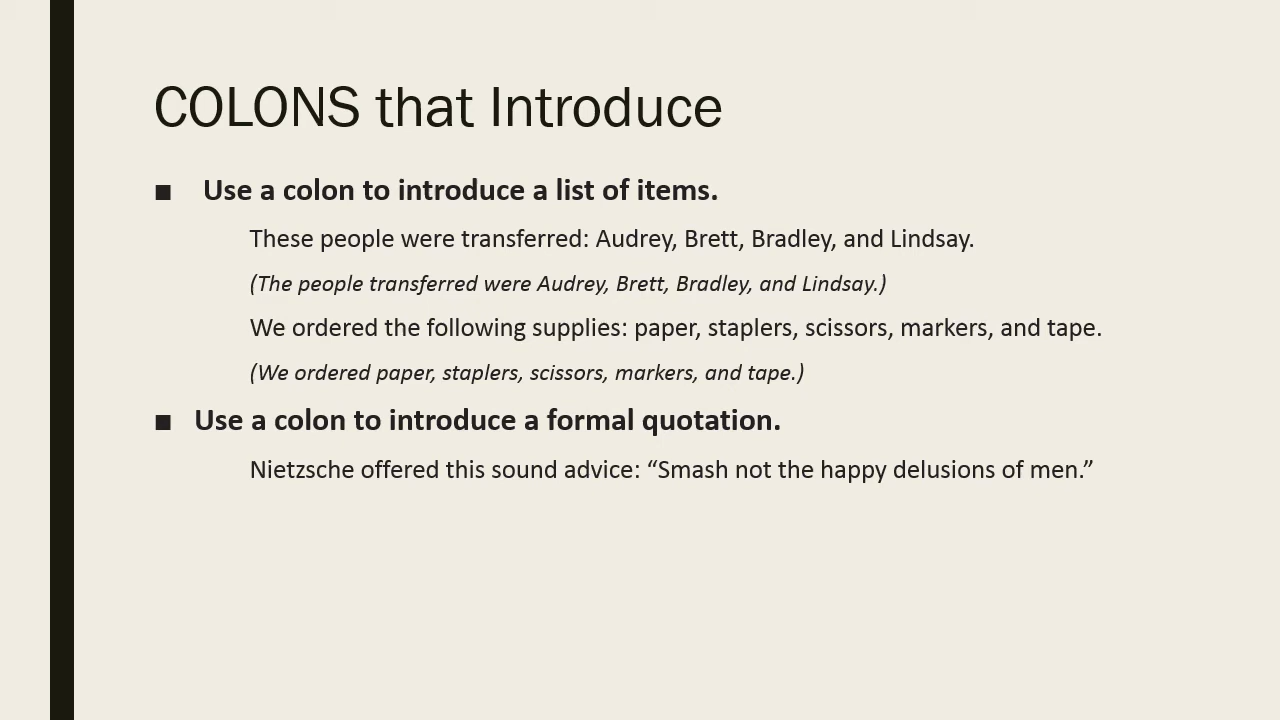 COLONS that Introduce
■ Use a colon to introduce a list of items.
These people were transferred: Audrey, Brett, Bradley, and Lindsay.
(The people transferred were Audrey, Brett, Bradley, and Lindsay.)
We ordered the following supplies: paper, staplers, scissors, markers, and tape.
(We ordered paper, staplers, scissors, markers, and tape.)
■ Use a colon to introduce a formal quotation.
Nietzsche offered this sound advice: “Smash not the happy delusions of men.”